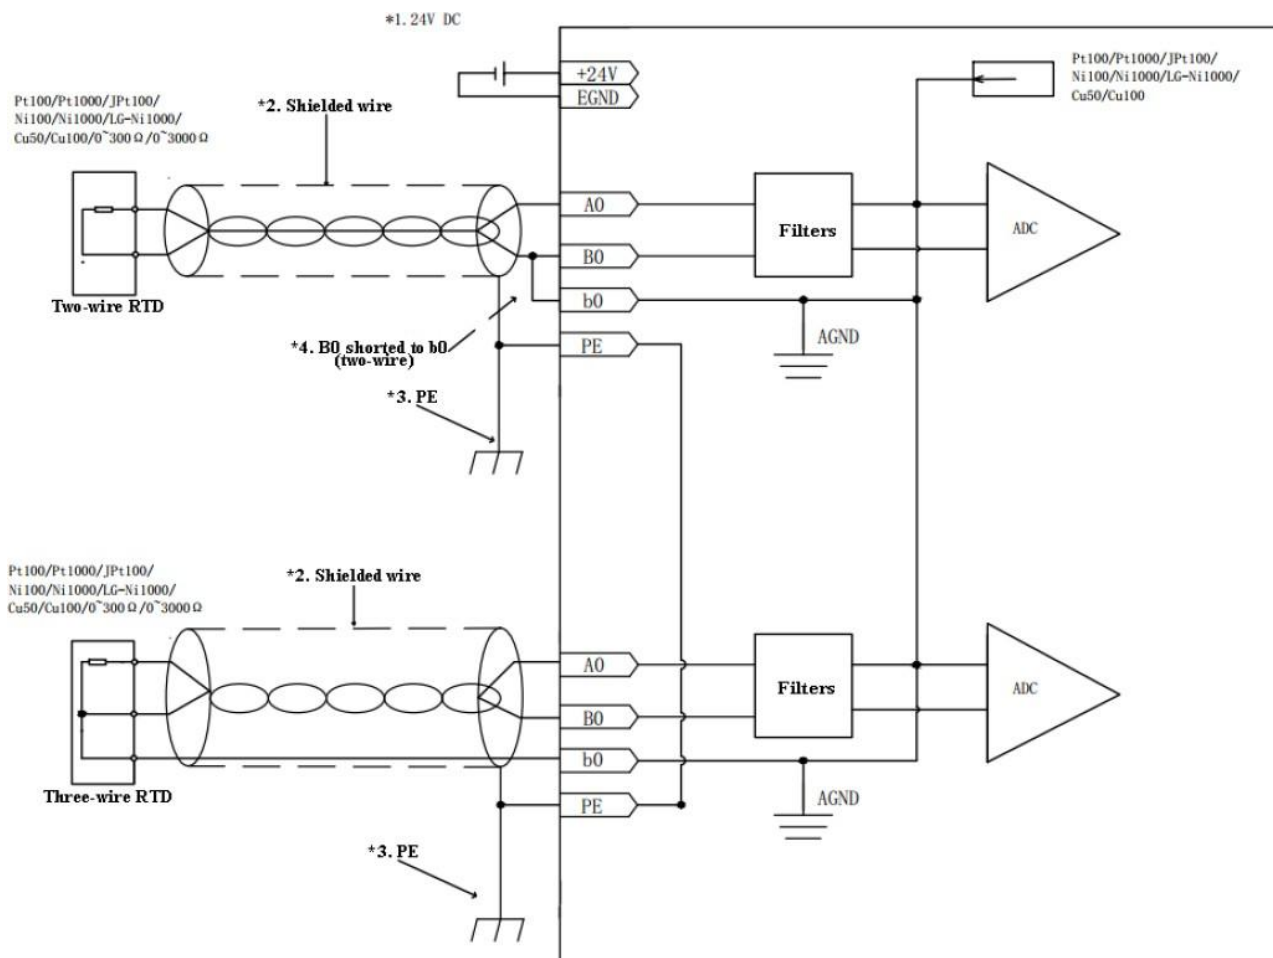 *1. 24V DC
+24V
EGND
Pt100/Pt1000/JPt100/
Ni100/Ni1000/LG-Ni1000/
Cu50/Cu100
Pt100/Pt1000/JPt100/
Ni100/Ni1000/LG-Ni1000/
Cu50/Cu100/0~300Ω/0~3000Ω
*2. Shielded wire
A0
Filters
ADC
B0
b0
Two-wire RTD
AGND
*4. B0 shorted to b0
(two-wire)
PE
*3. PE
Pt100/Pt1000/JPt100/
Ni100/Ni1000/LG-Ni1000/
Cu50/Cu100/0~300Ω/0~3000Ω
*2. Shielded wire
A0
Filters
ADC
B0
b0
Three-wire RTD
AGND
PE
*3. PE